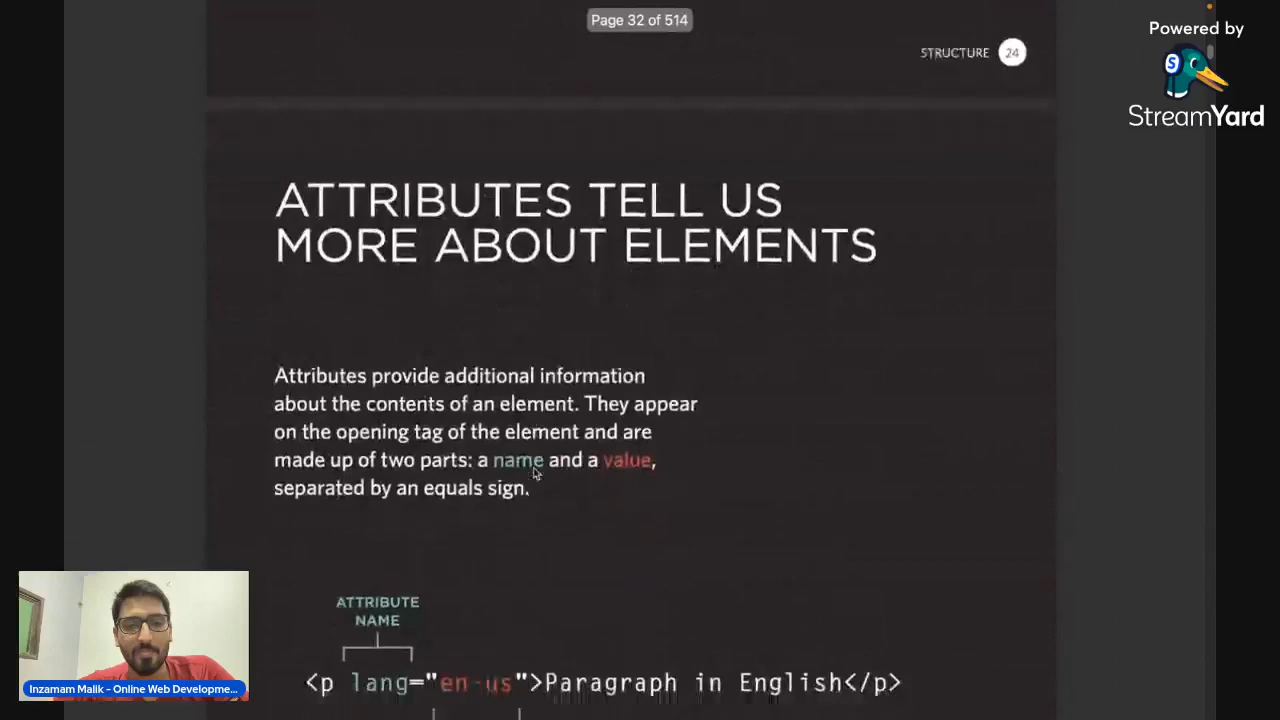 Page 32 of 514
Powered by
STRUCTURE 24
S
StreamYard
ATTRIBUTES TELL US
MORE ABOUT ELEMENTS
Attributes provide additional information
about the contents of an element. They appear
on the opening tag of the element and are
made up of two parts: a name and a value,
separated by an equals sign.
ATTRIBUTE
NAME
<p lang="en-us">Paragraph in English</p>
Inzamam Malik - Online Web Developme...